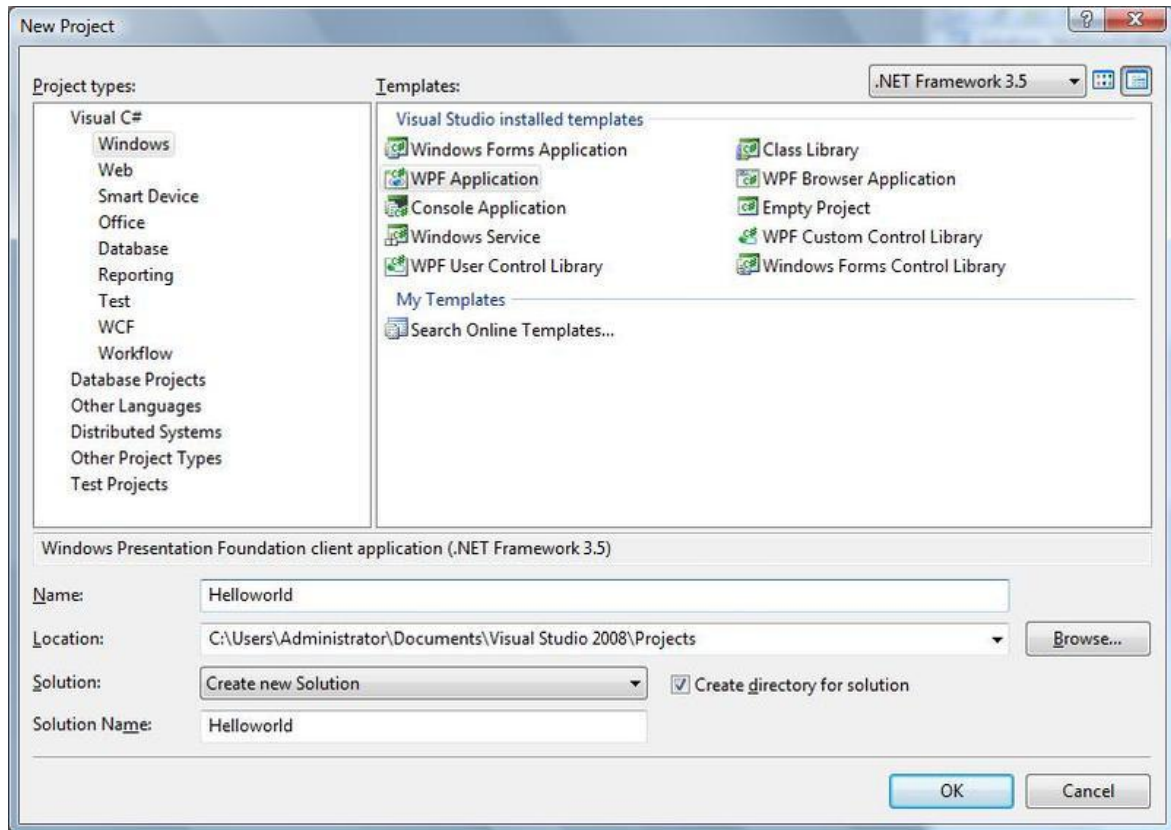 New Project
Project types:
Templates:
.NET Framework 3.5
Visual C#
Windows
Web
Smart Device
Office
Database
Reporting
Test
WCF
Workflow
Database Projects
Other Languages
Distributed Systems
Other Project Types
Test Projects
Visual Studio installed templates
Windows Forms Application
WPF Application
Console Application
Windows Service
WPF User Control Library
Class Library
WPF Browser Application
Empty Project
WPF Custom Control Library
Windows Forms Control Library
My Templates
Search Online Templates...
Windows Presentation Foundation client application (.NET Framework 3.5)
Name: Helloworld
Location: C:\Users\Administrator\Documents\Visual Studio 2008\Projects Browse...
Solution: Create new Solution Create directory for solution
Solution Name: Helloworld
OK Cancel